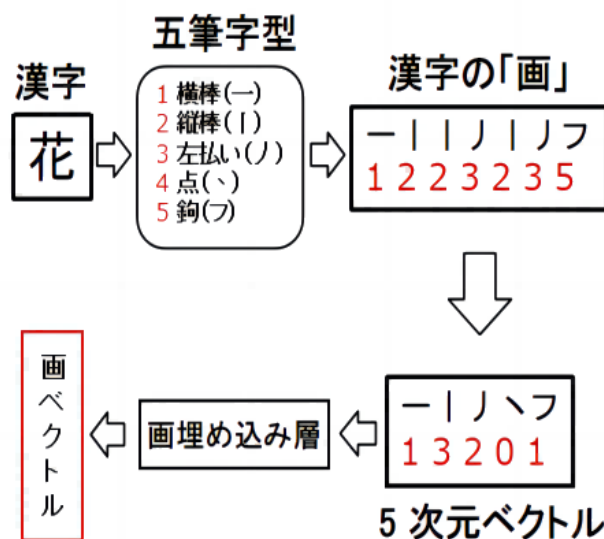 漢字
花
五筆字型
1 横棒(一)
2 縦棒(丨)
3 左払い(丿)
4 点(丶)
5 鉤(フ)
漢字の「画」
一丨丨丿丨丿フ
1 2 2 3 2 3 5
一丨丿丶フ
1 3 2 0 1
5 次元ベクトル
画埋め込み層
画ベクトル